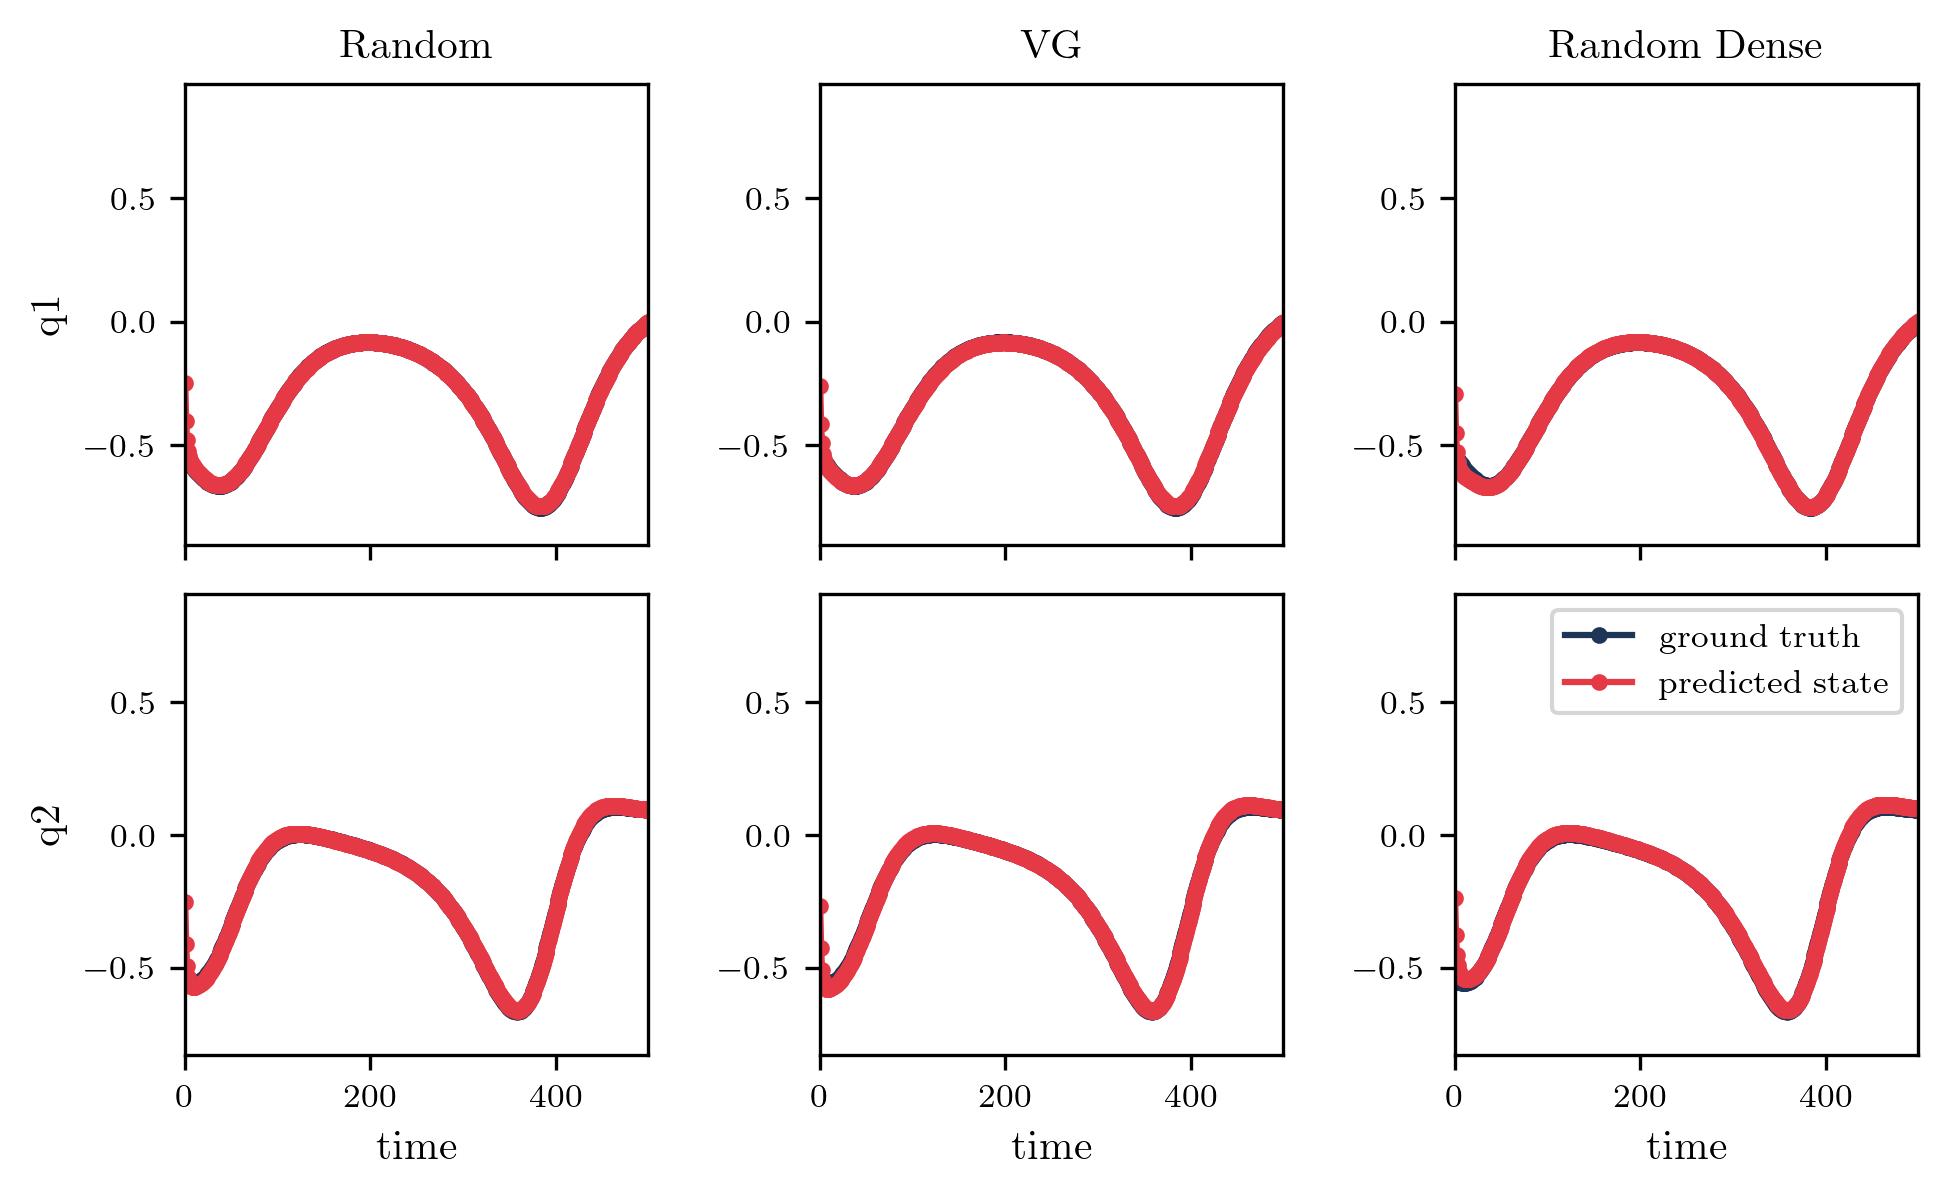 Random VG Random Dense
0.5 0.5 0.5
q1 0.0 0.0 0.0
−0.5 −0.5 −0.5
ground truth
predicted state
0.5 0.5 0.5
q2 0.0 0.0 0.0
−0.5 −0.5 −0.5
0 200 400 0 200 400 0 200 400
time time time